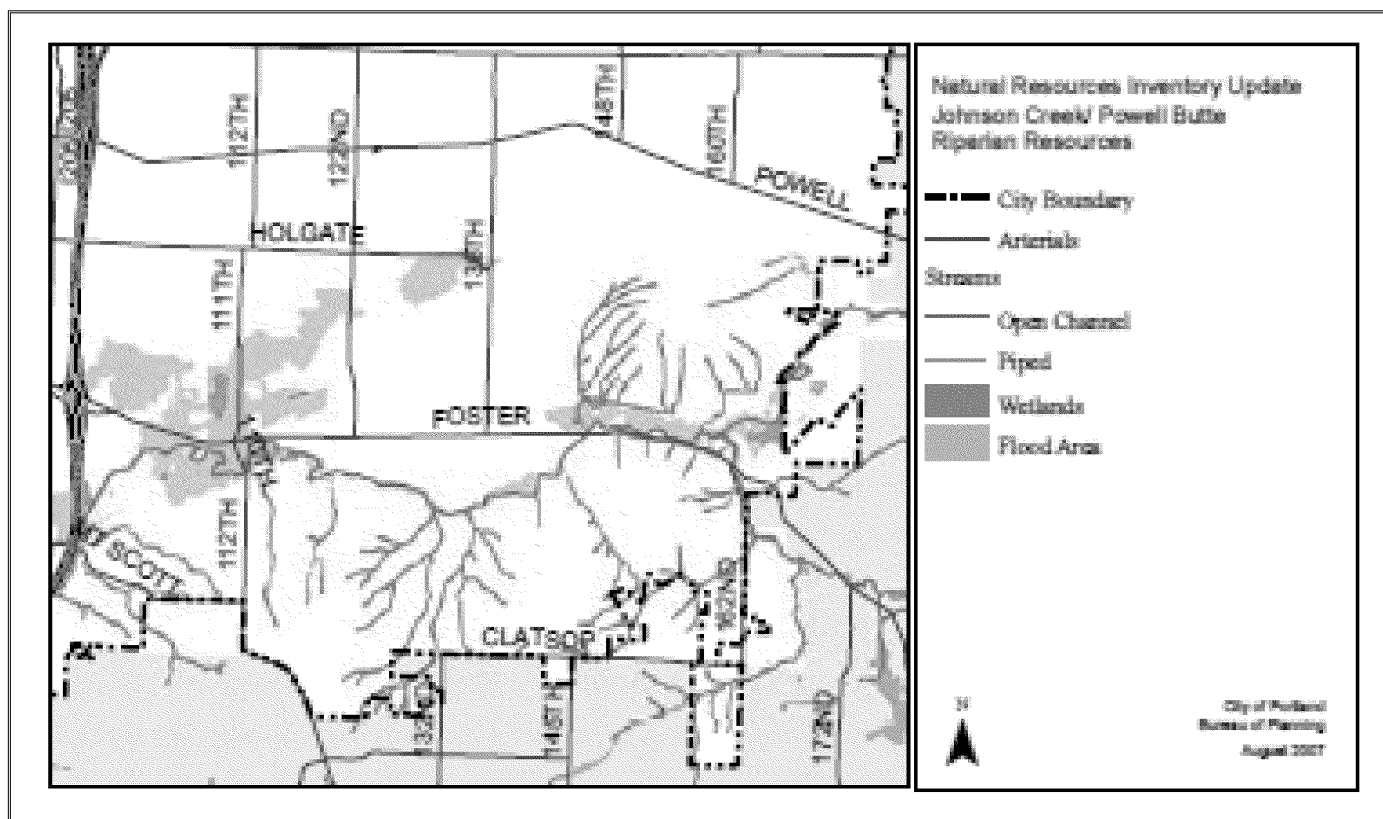 112TH
122ND
148TH
160TH
POWELL
HOLGATE
111TH
FOSTER
112TH
SCOTT
162ND
CLATSOP
172ND
Natural Resources Inventory Update
Johnson Creek/ Powell Butte
Riparian Resources
City Boundary
Arterials
Streams
Open Channel
Piped
Wetlands
Flood Area
N
City of Portland
Bureau of Planning
August 2007